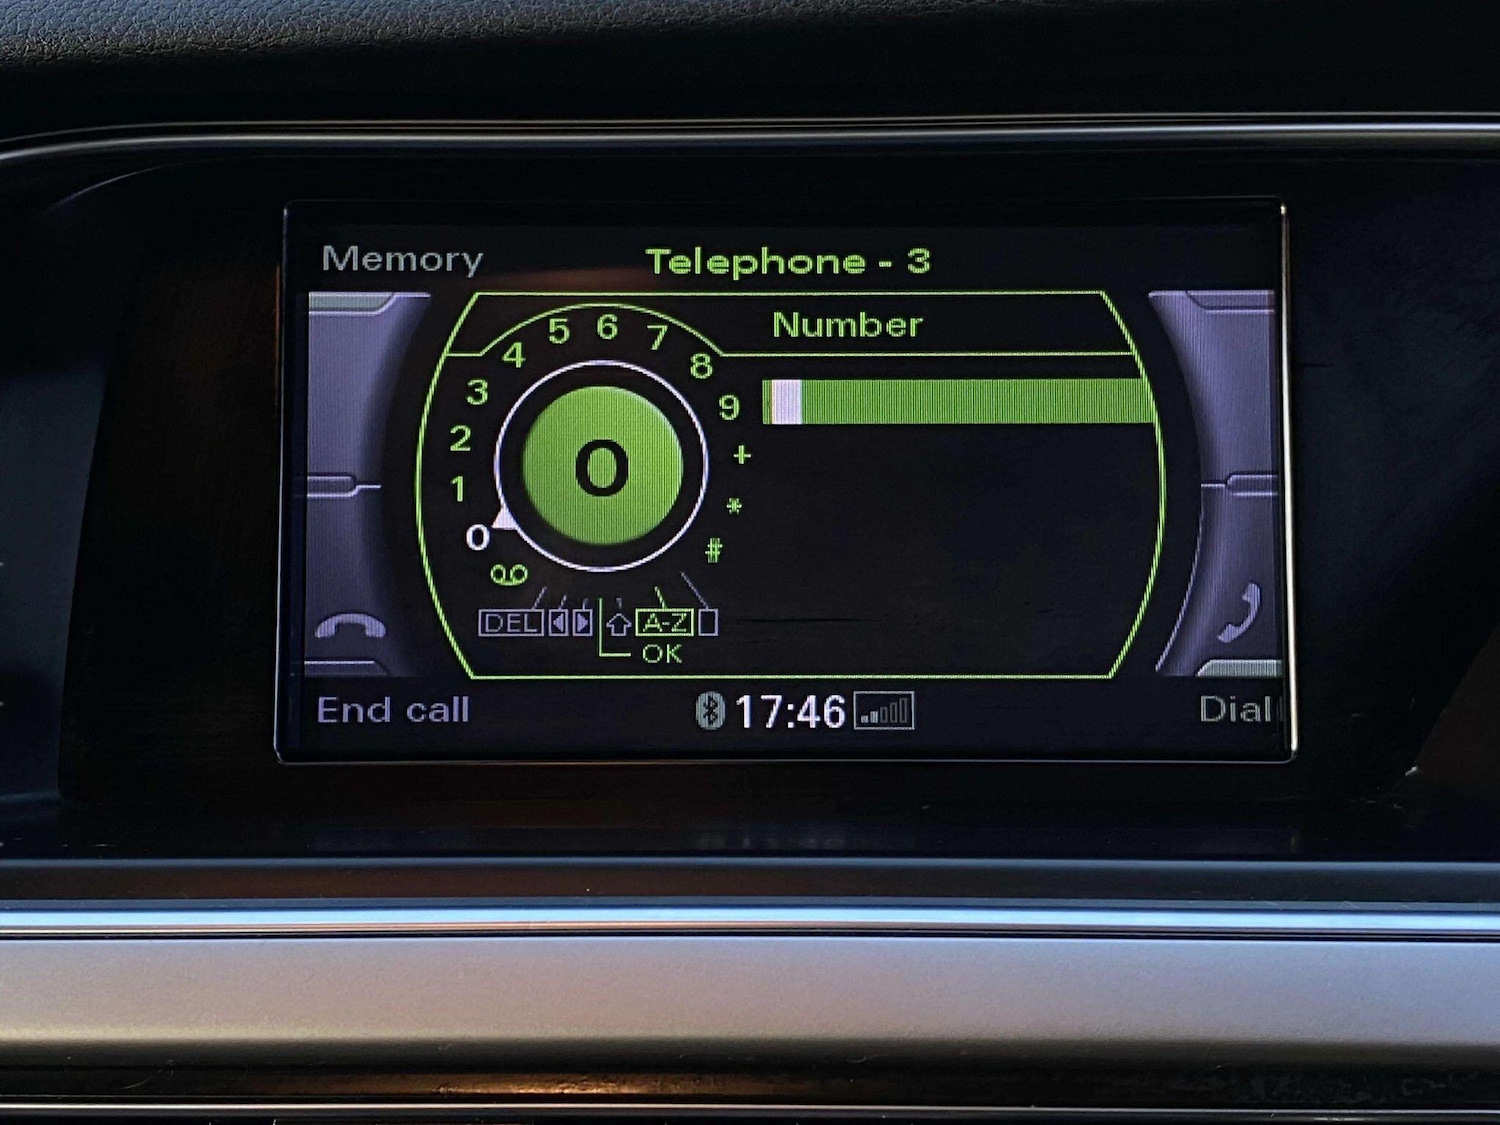 Memory
Telephone - 3
Number
5 6 7
4 8
3 9
2 +
1 *
0 #
0
DEL A-Z
OK
End call
17:46
Dial